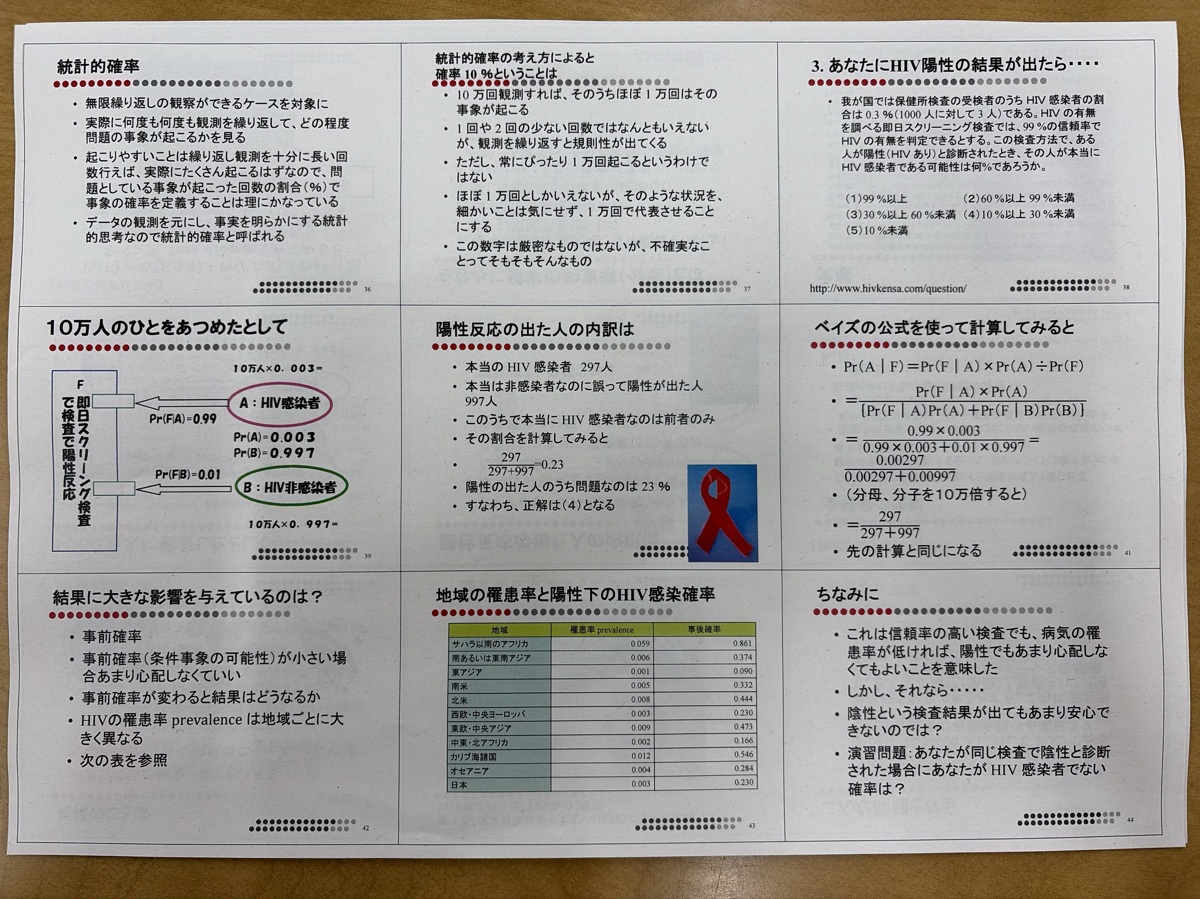 統計的確率
・ 無限繰り返しの観察ができるケースを対象に
・ 実際に何度も何度も観測を繰り返して、どの程度
問題の事象が起こるかを見る
・ 起こりやすいことは繰り返し観測を十分に長い回
数行えば、実際にたくさん起こるはずなので、問
題としている事象が起こった回数の割合(%)で
事象の確率を定義することは理にかなっている
・ データの観測を元にし、事実を明らかにする統計
的思考なので統計的確率と呼ばれる
36
統計的確率の考え方によると
確率 10 %ということは
・ 10 万回観測すれば、そのうちほぼ 1 万回はその
事象が起こる
・ 1 回や 2 回の少ない回数ではなんともいえない
が、観測を繰り返すと規則性が出てくる
・ ただし、常にぴったり 1 万回起こるというわけで
はない
・ ほぼ 1 万回としかいえないが、そのような状況を、
細かいことは気にせず、1 万回で代表させること
にする
・ この数字は厳密なものではないが、不確実なこ
とってそもそもそんなもの
37
3. あなたにHIV陽性の結果が出たら‥‥
・ 我が国では保健所検査の受検者のうち HIV 感染者の割
合は 0.3 %(1000 人に対して 3 人)である。HIV の有無
を調べる即日スクリーニング検査では、99 %の信頼率で
HIV の有無を判定できるとする。この検査方法で、ある
人が陽性(HIV あり)と診断されたとき、その人が本当に
HIV 感染者である可能性は何%であろうか。
(1)99 %以上 (2)60 %以上 99 %未満
(3)30 %以上 60 %未満 (4)10 %以上 30 %未満
(5)10 %未満
http://www.hivkensa.com/question/
38
10万人のひとをあつめたとして
F
即日スクリーニング検査
で検査で陽性反応
10万人×0.003=
A:HIV感染者
Pr(F|A)=0.99
Pr(A)=0.003
Pr(B)=0.997
Pr(F|B)=0.01
B:HIV非感染者
10万人×0.997=
39
陽性反応の出た人の内訳は
・ 本当の HIV 感染者 297人
・ 本当は非感染者なのに誤って陽性が出た人
997人
・ このうちで本当に HIV 感染者なのは前者のみ
・ その割合を計算してみると
・ 297/297+997=0.23
・ 陽性の出た人のうち問題なのは 23 %
・ すなわち、正解は(4)となる
ベイズの公式を使って計算してみると
・ Pr(A|F)=Pr(F|A)×Pr(A)÷Pr(F)
・ =Pr(F|A)×Pr(A)/{Pr(F|A)Pr(A)+Pr(F|B)Pr(B)}
・ =0.99×0.003/0.99×0.003+0.01×0.997=
0.00297/0.00297+0.00997
・ (分母、分子を10万倍すると)
・ =297/297+997
・ 先の計算と同じになる
41
結果に大きな影響を与えているのは?
・ 事前確率
・ 事前確率(条件事象の可能性)が小さい場
合あまり心配しなくていい
・ 事前確率が変わると結果はどうなるか
・ HIVの罹患率 prevalence は地域ごとに大
きく異なる
・ 次の表を参照
42
地域の罹患率と陽性下のHIV感染確率
地域 罹患率 prevalence 事後確率
サハラ以南のアフリカ 0.059 0.861
南あるいは東南アジア 0.006 0.374
東アジア 0.001 0.090
南米 0.005 0.332
北米 0.008 0.444
西欧・中央ヨーロッパ 0.003 0.230
東欧・中央アジア 0.009 0.473
中東・北アフリカ 0.002 0.166
カリブ海諸国 0.012 0.546
オセアニア 0.004 0.284
日本 0.003 0.230
43
ちなみに
・ これは信頼率の高い検査でも、病気の罹
患率が低ければ、陽性でもあまり心配しな
くてもよいことを意味した
・ しかし、それなら‥‥‥
・ 陰性という検査結果が出てもあまり安心で
きないのでは?
・ 演習問題:あなたが同じ検査で陰性と診断
された場合にあなたが HIV 感染者でない
確率は?
44